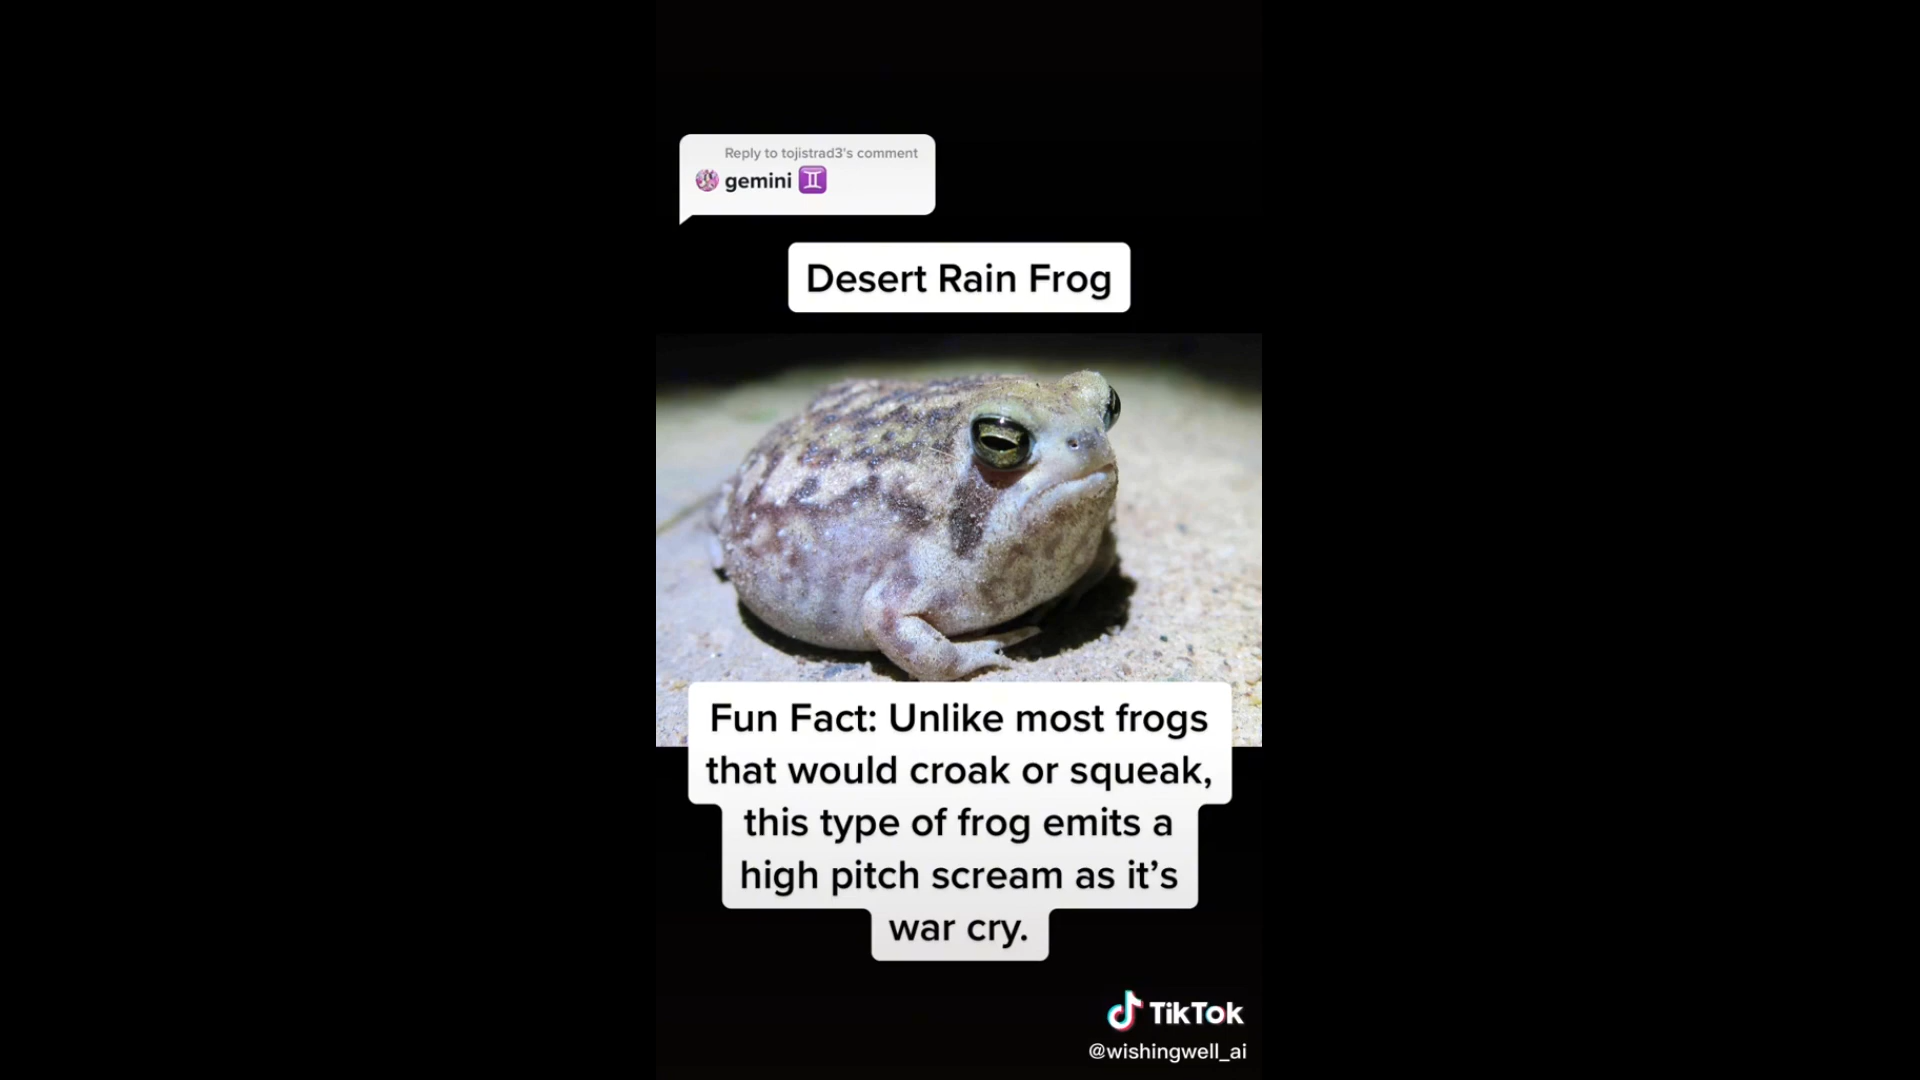 Reply to tojistrad3's comment
gemini ♊
Desert Rain Frog
Fun Fact: Unlike most frogs
that would croak or squeak,
this type of frog emits a
high pitch scream as it’s
war cry.
TikTok
@wishingwell_ai